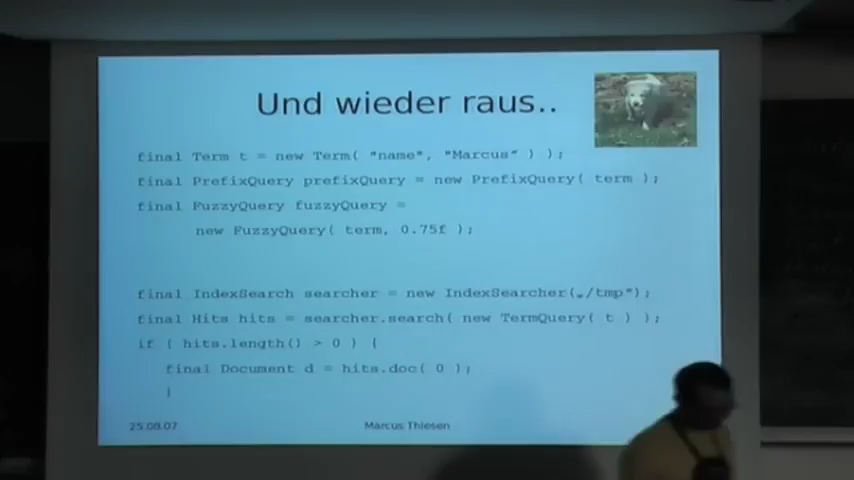 Und wieder raus..
final Term t = new Term( "name", "Marcus" ) );
final PrefixQuery prefixQuery = new PrefixQuery( term );
final FuzzyQuery fuzzyQuery =
new FuzzyQuery( term, 0.75f );
final IndexSearch searcher = new IndexSearcher(„/tmp");
final Hits hits = searcher.search( new TermQuery( t ) );
if ( hits.length() > 0 ) {
final Document d = hits.doc( 0 );
}
25.08.07
Marcus Thiesen